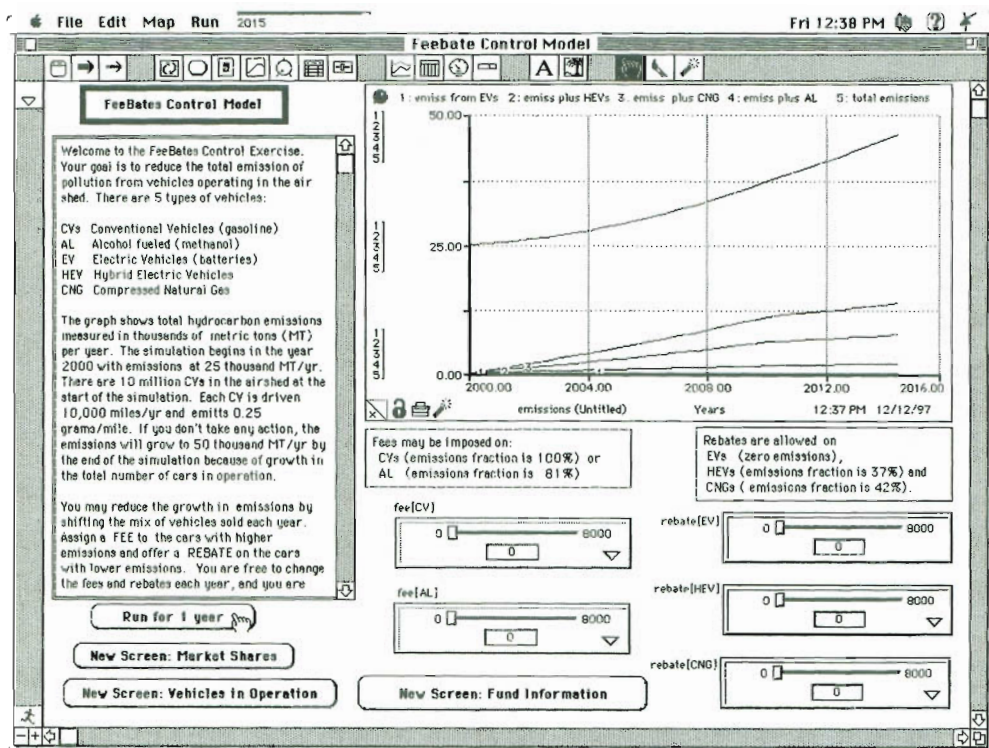 File Edit Map Run 2015
Fri 12:38 PM
Feebate Control Model
A
FeeBates Control Model
Welcome to the FeeBates Control Exercise.
Your goal is to reduce the total emission of
pollution from vehicles operating in the air
shed. There are 5 types of vehicles:
CVs Conventional Vehicles (gasoline)
AL Alcohol fueled (methanol)
EV Electric Vehicles (batteries)
HEV Hybrid Electric Vehicles
CNG Compressed Natural Gas
The graph shows total hydrocarbon emissions
measured in thousands of metric tons (MT)
per year. The simulation begins in the year
2000 with emissions at 25 thousand MT/yr.
There are 10 million CVs in the airshed at the
start of the simulation. Each CV is driven
10,000 miles/yr and emitts 0.25
grams/mile. If you don't take any action, the
emissions will grow to 50 thousand MT/yr by
the end of the simulation because of growth in
the total number of cars in operation.
You may reduce the growth in emissions by
shifting the mix of vehicles sold each year.
Assign a FEE to the cars with higher
emissions and offer a REBATE on the cars
with lower emissions. You are free to change
the fees and rebates each year, and you are
Run for 1 year
New Screen: Market Shares
New Screen: Vehicles in Operation
New Screen: Fund Information
1: emiss from EVs 2: emiss plus HEVs 3: emiss plus CNG 4: emiss plus AL 5: total emissions
1
2
3
4
5
50.00
1
2
3
4
5
25.00
1
2
3
4
5
0.00
2000.00 2004.00 2008.00 2012.00 2016.00
emissions (Untitled) Years 12:37 PM 12/12/97
Fees may be imposed on:
CVs (emissions fraction is 100%) or
AL (emissions fraction is 81%)
Rebates are allowed on
EVs (zero emissions),
HEVs (emissions fraction is 37%) and
CNGs ( emissions fraction is 42%).
fee[CV]
0 8000
0
fee[AL]
0 8000
0
rebate[EV]
0 8000
0
rebate[HEV]
0 8000
0
rebate[CNG]
0 8000
0